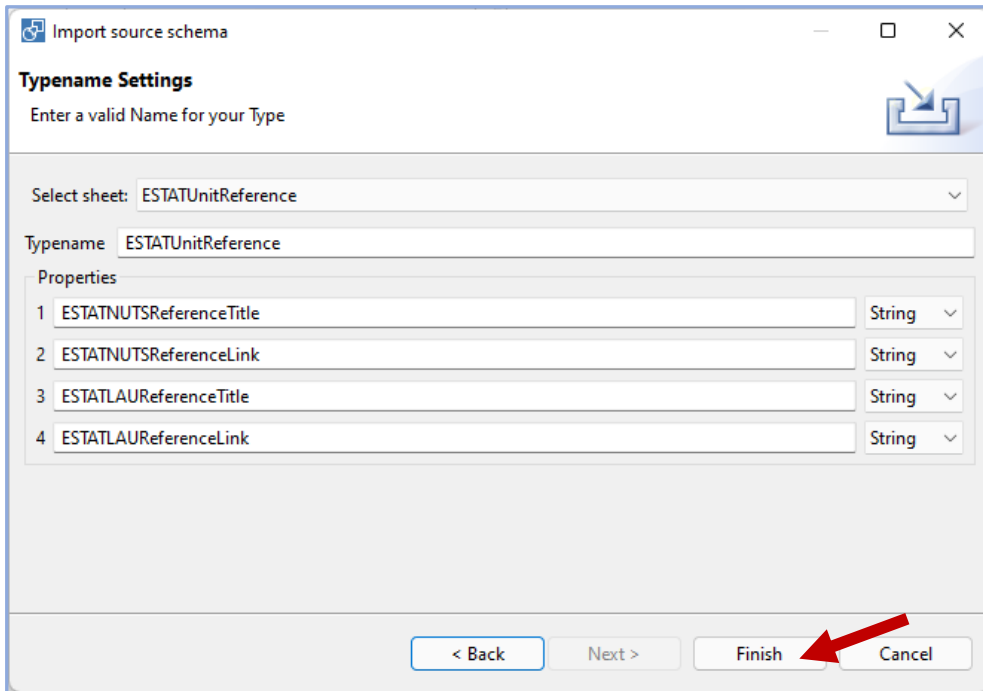 Import source schema
Typename Settings
Enter a valid Name for your Type
Select sheet: ESTATUnitReference
Typename ESTATUnitReference
Properties
1 ESTATNUTSReferenceTitle String
2 ESTATNUTSReferenceLink String
3 ESTATLAUReferenceTitle String
4 ESTATLAUReferenceLink String
< Back Next > Finish Cancel